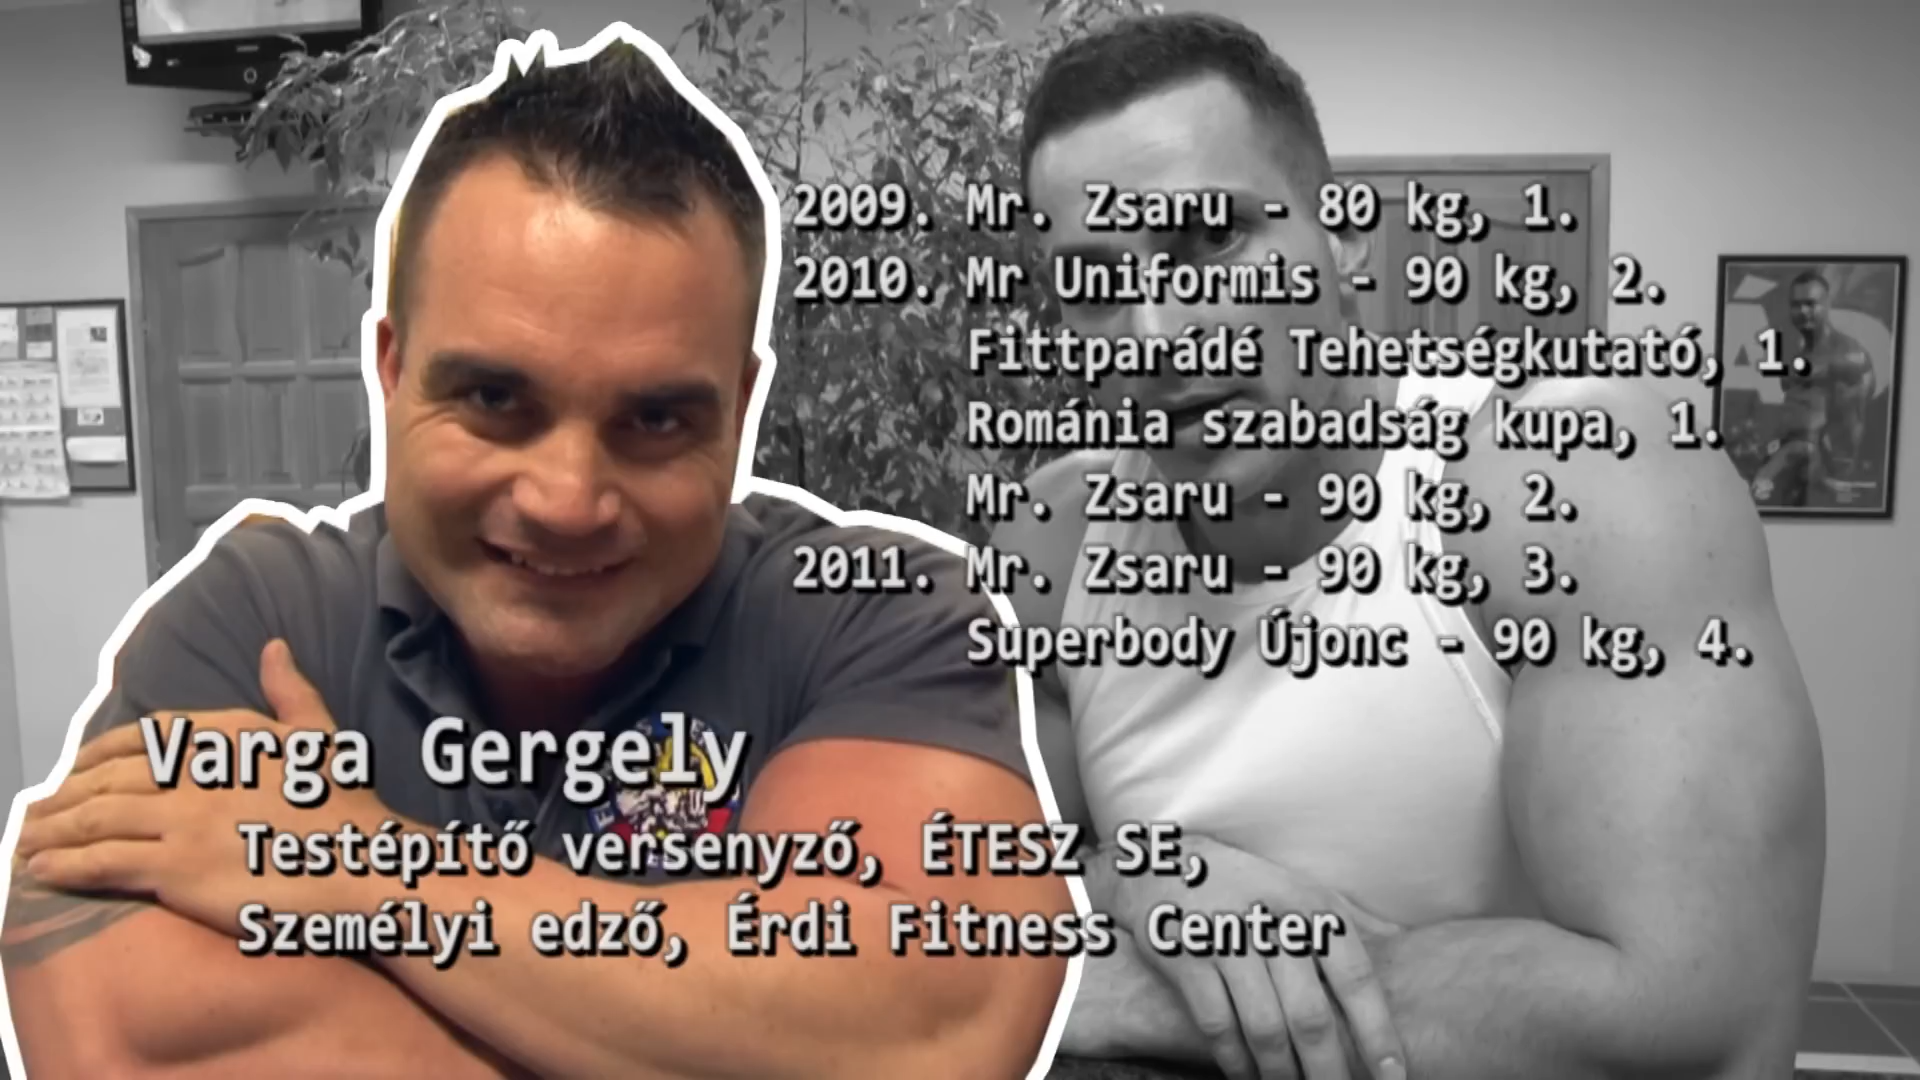 2009. Mr. Zsaru - 80 kg, 1.
2010. Mr Uniformis - 90 kg, 2.
Fittparádé Tehetségkutató, 1.
Románia szabadság kupa, 1.
Mr. Zsaru - 90 kg, 2.
2011. Mr. Zsaru - 90 kg, 3.
Superbody Újonc - 90 kg, 4.
Varga Gergely
Testépítő versenyző, ÉTESZ SE,
Személyi edző, Érdi Fitness Center